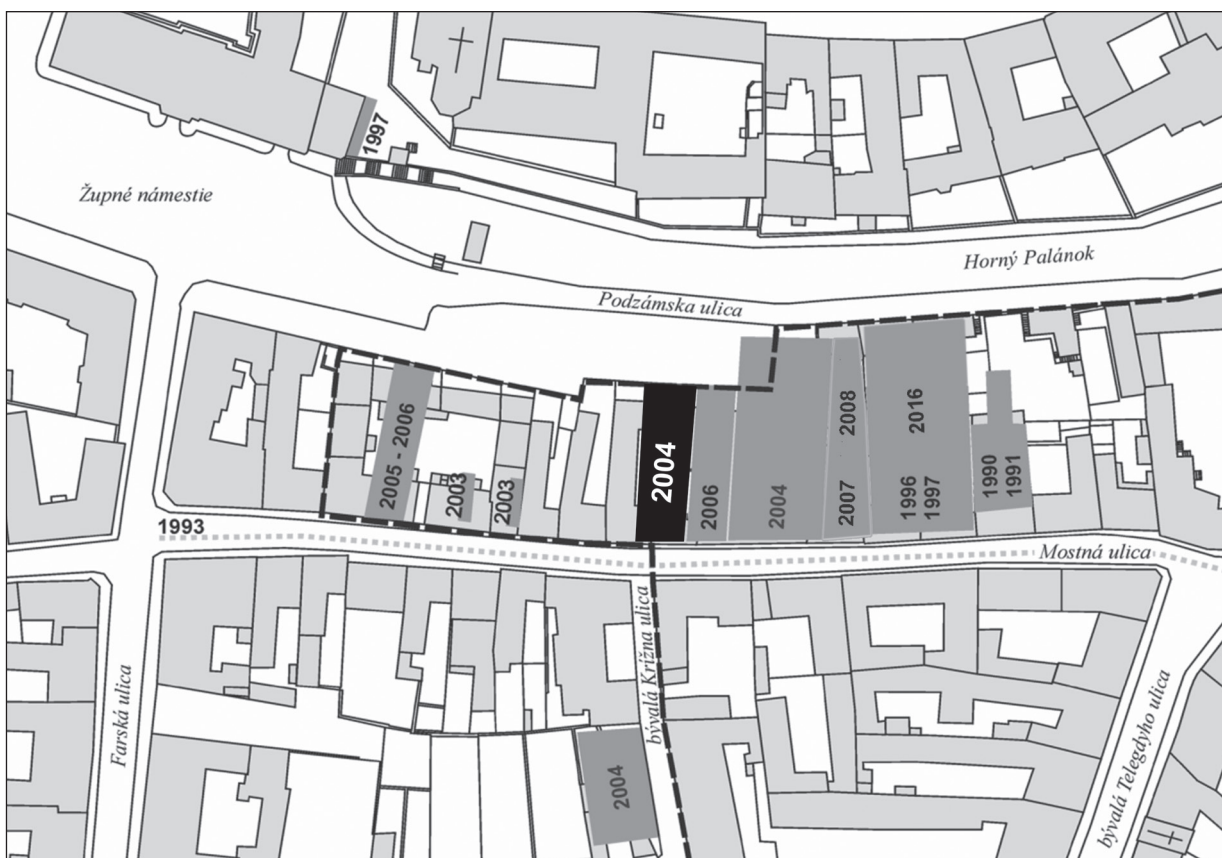 1997
Župné námestie
Horný Palánok
Podzámska ulica
2005 - 2006
2003
2003
2004
2006
2004
2008
2007
2016
1996
1997
1990
1991
1993
Mostná ulica
Farská ulica
bývalá Krížna ulica
2004
bývalá Telegdyho ulica